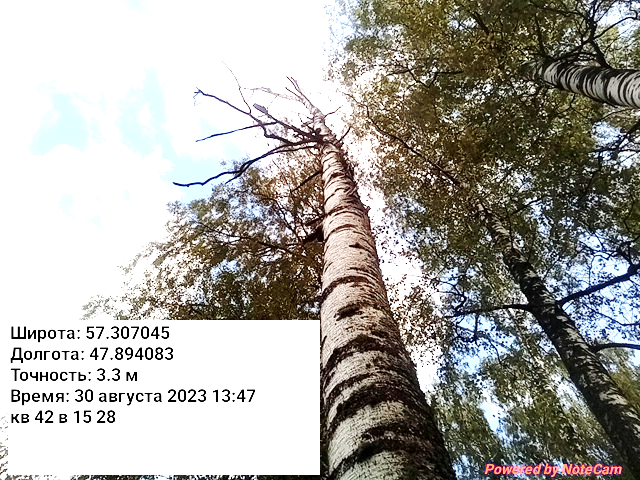 Широта: 57.307045
Долгота: 47.894083
Точность: 3.3 м
Время: 30 августа 2023 13:47
кв 42 в 15 28
Powered by NoteCam